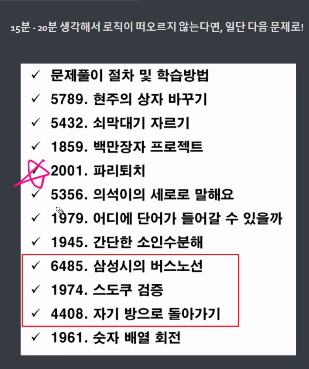 15분 - 20분 생각해서 로직이 떠오르지 않는다면, 일단 다음 문제로!
✓ 문제풀이 절차 및 학습방법
✓ 5789. 현주의 상자 바꾸기
✓ 5432. 쇠막대기 자르기
✓ 1859. 백만장자 프로젝트
✓ 2001. 파리퇴치
✓ 5356. 의석이의 세로로 말해요
✓ 1979. 어디에 단어가 들어갈 수 있을까
✓ 1945. 간단한 소인수분해
✓ 6485. 삼성시의 버스노선
✓ 1974. 스도쿠 검증
✓ 4408. 자기 방으로 돌아가기
✓ 1961. 숫자 배열 회전